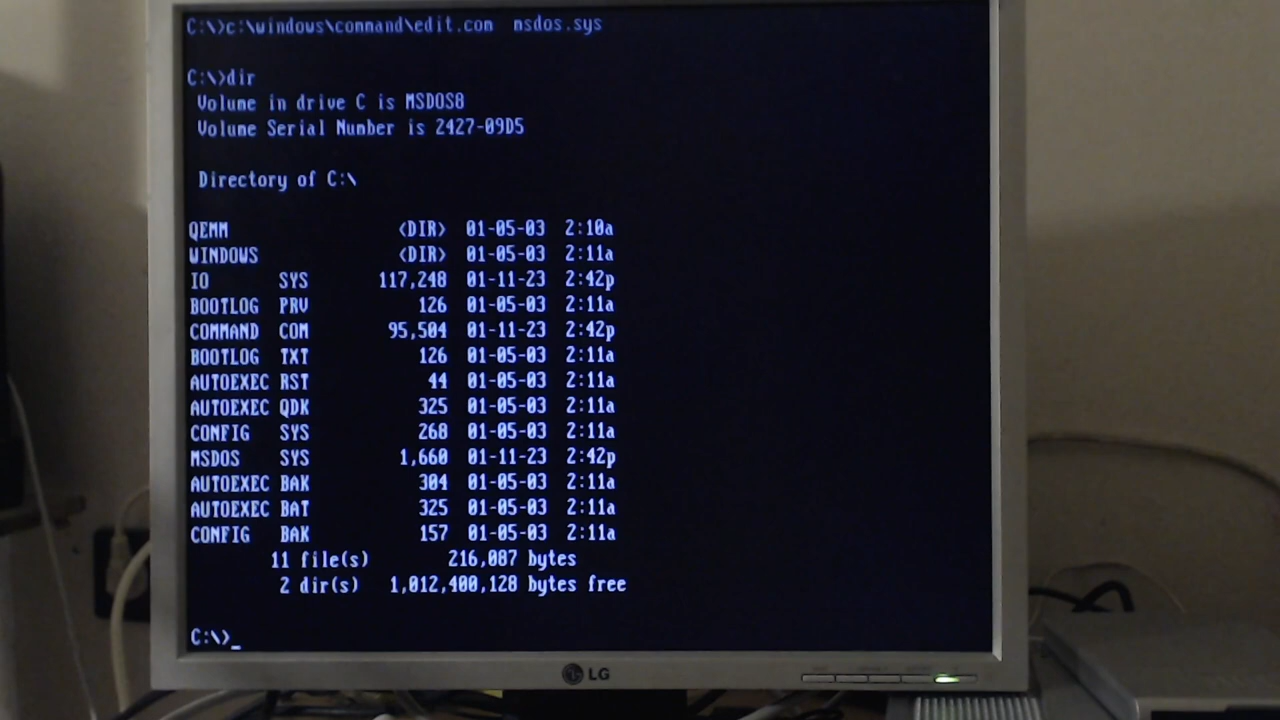 C:\>c:\windows\command\edit.com  msdos.sys
C:\>dir
Volume in drive C is MSDOS8
Volume Serial Number is 2427-09D5
Directory of C:\
QEMM <DIR> 01-05-03 2:10a
WINDOWS <DIR> 01-05-03 2:11a
IO SYS 117,248 01-11-23 2:42p
BOOTLOG PRV 126 01-05-03 2:11a
COMMAND COM 95,504 01-11-23 2:42p
BOOTLOG TXT 126 01-05-03 2:11a
AUTOEXEC RST 44 01-05-03 2:11a
AUTOEXEC QDK 325 01-05-03 2:11a
CONFIG SYS 268 01-05-03 2:11a
MSDOS SYS 1,660 01-11-23 2:42p
AUTOEXEC BAK 304 01-05-03 2:11a
AUTOEXEC BAT 325 01-05-03 2:11a
CONFIG BAK 157 01-05-03 2:11a
11 file(s) 216,087 bytes
2 dir(s) 1,012,400,128 bytes free
C:\>_
LG